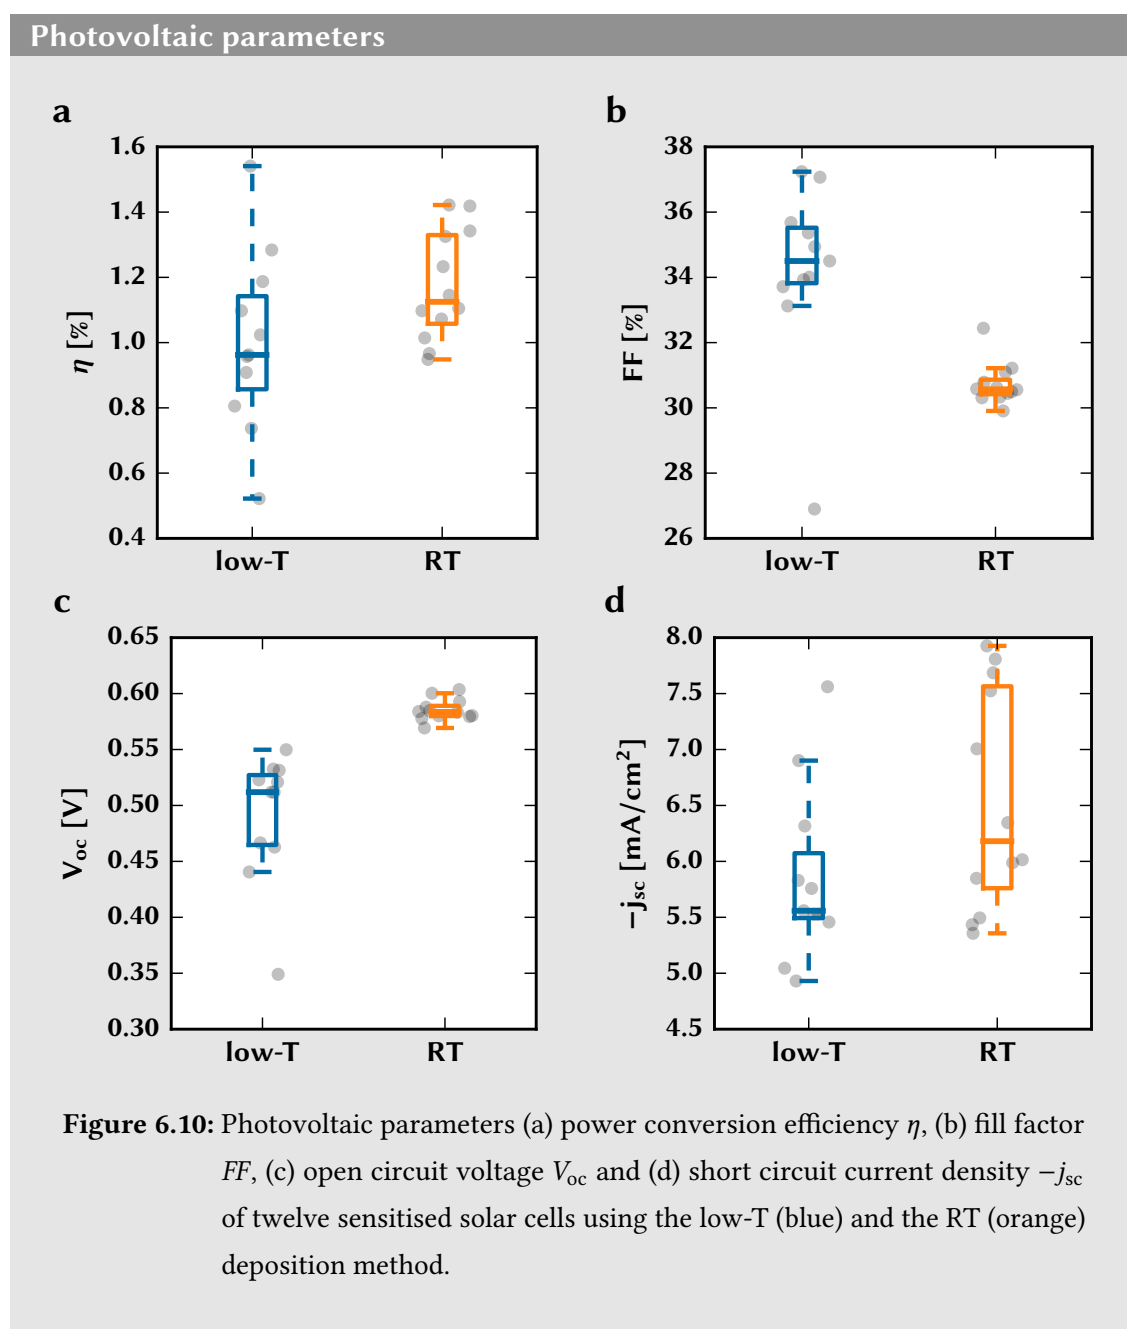 Photovoltaic parameters
a
1.6
1.4
1.2
1.0
0.8
0.6
0.4
η [%]
low-T RT
b
38
36
34
32
30
28
26
FF [%]
low-T RT
c
0.65
0.60
0.55
0.50
0.45
0.40
0.35
0.30
Voc [V]
low-T RT
d
8.0
7.5
7.0
6.5
6.0
5.5
5.0
4.5
−jsc [mA/cm²]
low-T RT
Figure 6.10: Photovoltaic parameters (a) power conversion efficiency η, (b) fill factor
FF, (c) open circuit voltage Voc and (d) short circuit current density −jsc
of twelve sensitised solar cells using the low-T (blue) and the RT (orange)
deposition method.